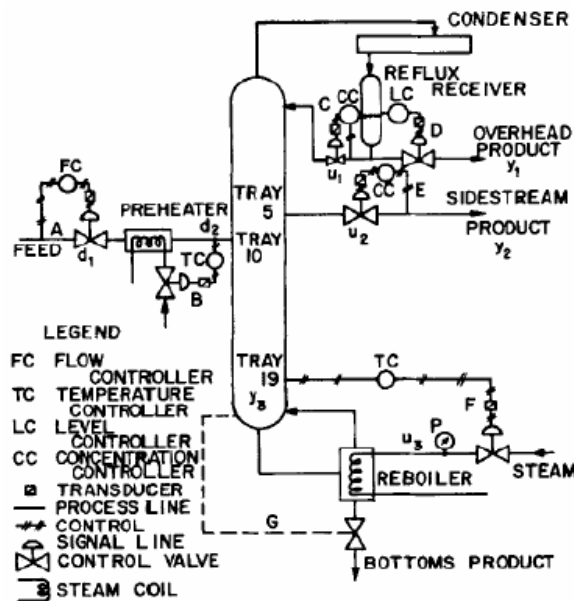 CONDENSER
REFLUX
RECEIVER
C CC LC
D
OVERHEAD
PRODUCT
y1
u1
CC
E
SIDESTREAM
PRODUCT
y2
u2
FC
A
FEED
d1
PREHEATER
d2
TC
B
TRAY
5
TRAY
10
TRAY
19
y3
TC
F
P
u3
STEAM
REBOILER
G
BOTTOMS PRODUCT
LEGEND
FC FLOW
CONTROLLER
TC TEMPERATURE
CONTROLLER
LC LEVEL
CONTROLLER
CC CONCENTRATION
CONTROLLER
TRANSDUCER
PROCESS LINE
CONTROL
SIGNAL LINE
CONTROL VALVE
STEAM COIL